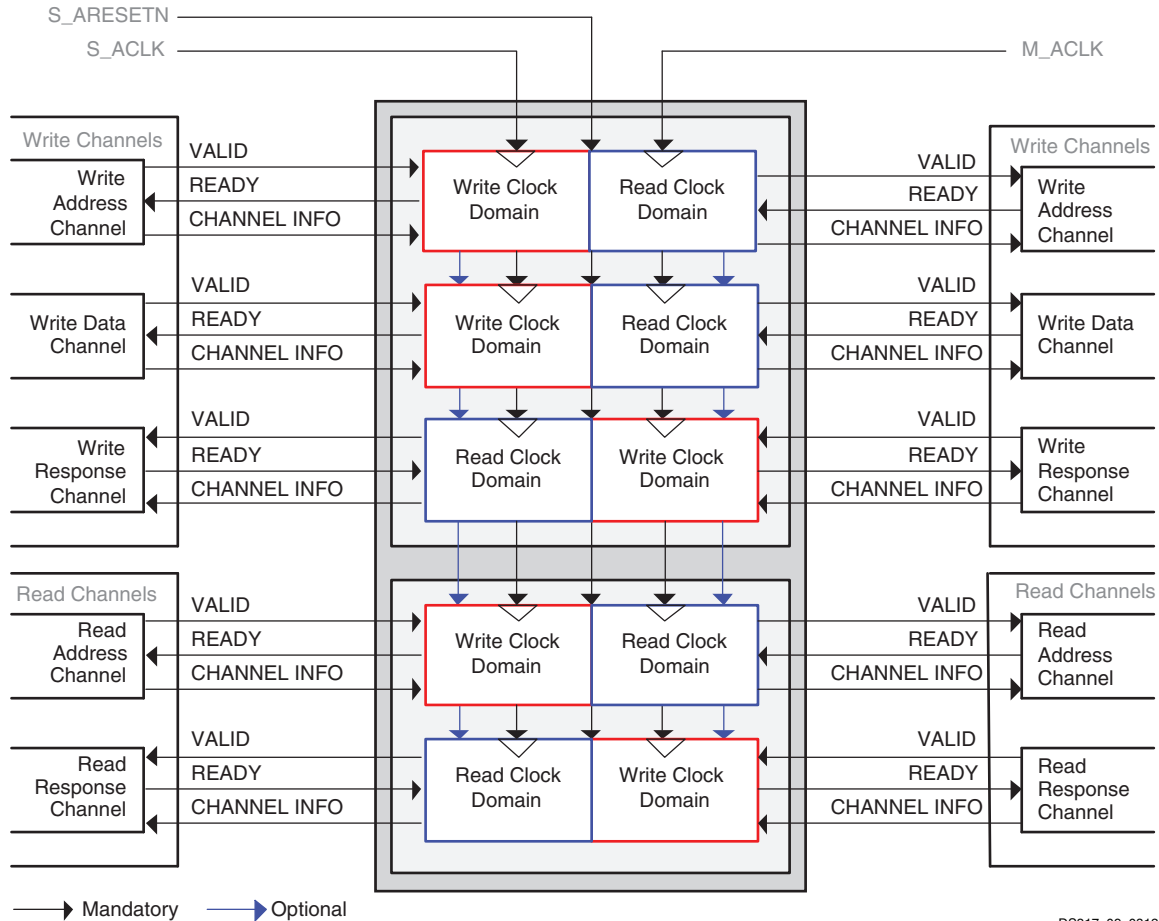 S_ARESETN
S_ACLK
M_ACLK
Write Channels
Write
Address
Channel
VALID
READY
CHANNEL INFO
Write Clock
Domain
Read Clock
Domain
VALID
READY
CHANNEL INFO
Write Channels
Write
Address
Channel
Write Data
Channel
VALID
READY
CHANNEL INFO
Write Clock
Domain
Read Clock
Domain
VALID
READY
CHANNEL INFO
Write Data
Channel
Write
Response
Channel
VALID
READY
CHANNEL INFO
Read Clock
Domain
Write Clock
Domain
VALID
READY
CHANNEL INFO
Write
Response
Channel
Read Channels
Read
Address
Channel
VALID
READY
CHANNEL INFO
Write Clock
Domain
Read Clock
Domain
VALID
READY
CHANNEL INFO
Read Channels
Read
Address
Channel
Read
Response
Channel
VALID
READY
CHANNEL INFO
Read Clock
Domain
Write Clock
Domain
VALID
READY
CHANNEL INFO
Read
Response
Channel
Mandatory
Optional